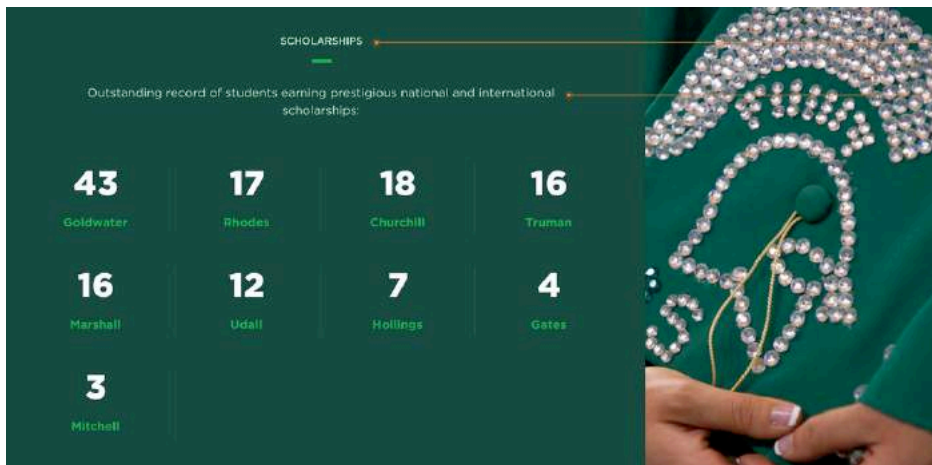 SCHOLARSHIPS
Outstanding record of students earning prestigious national and international
scholarships:
43 17 18 16
Goldwater Rhodes Churchill Truman
16 12 7 4
Marshall Udall Hollings Gates
3
Mitchell